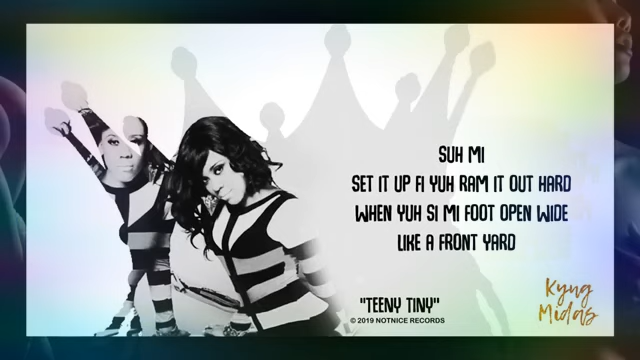 SUH MI
SET IT UP FI YUH RAM IT OUT HARD
WHEN YUH SI MI FOOT OPEN WIDE
LIKE A FRONT YARD
"TEENY TINY"
© 2019 NOTNICE RECORDS
Kyng
Midas